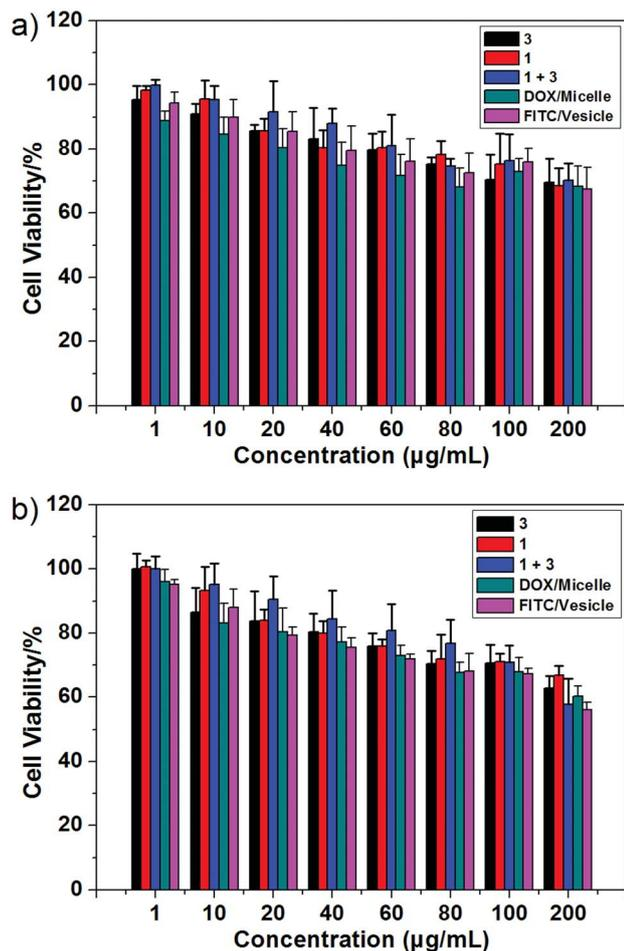 a)
120
100
80
60
40
20
0
Cell Viability/%
3
1
1 + 3
DOX/Micelle
FITC/Vesicle
1 10 20 40 60 80 100 200
Concentration (µg/mL)
b)
120
100
80
60
40
20
0
Cell Viability/%
3
1
1 + 3
DOX/Micelle
FITC/Vesicle
1 10 20 40 60 80 100 200
Concentration (µg/mL)